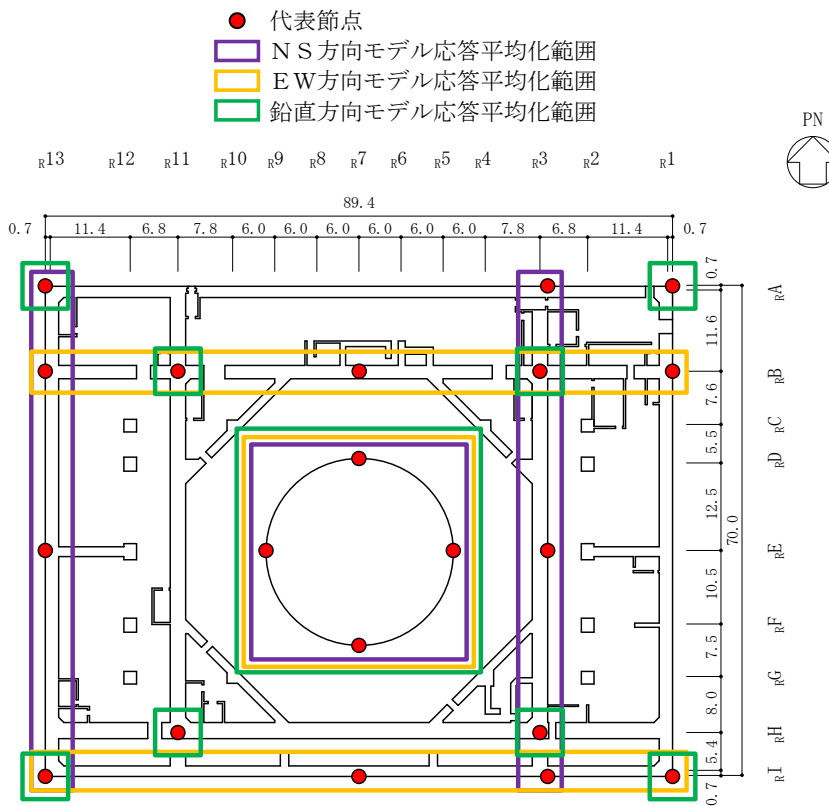 代表節点
ＮＳ方向モデル応答平均化範囲
ＥＷ方向モデル応答平均化範囲
鉛直方向モデル応答平均化範囲
PN
R13 R12 R11 R10 R9 R8 R7 R6 R5 R4 R3 R2 R1
89.4
0.7 11.4 6.8 7.8 6.0 6.0 6.0 6.0 6.0 6.0 7.8 6.8 11.4 0.7
0.7
RA
11.6
RB
7.6
RC
5.5
RD
12.5
70.0
RE
10.5
RF
7.5
RG
8.0
RH
5.4
RI
0.7